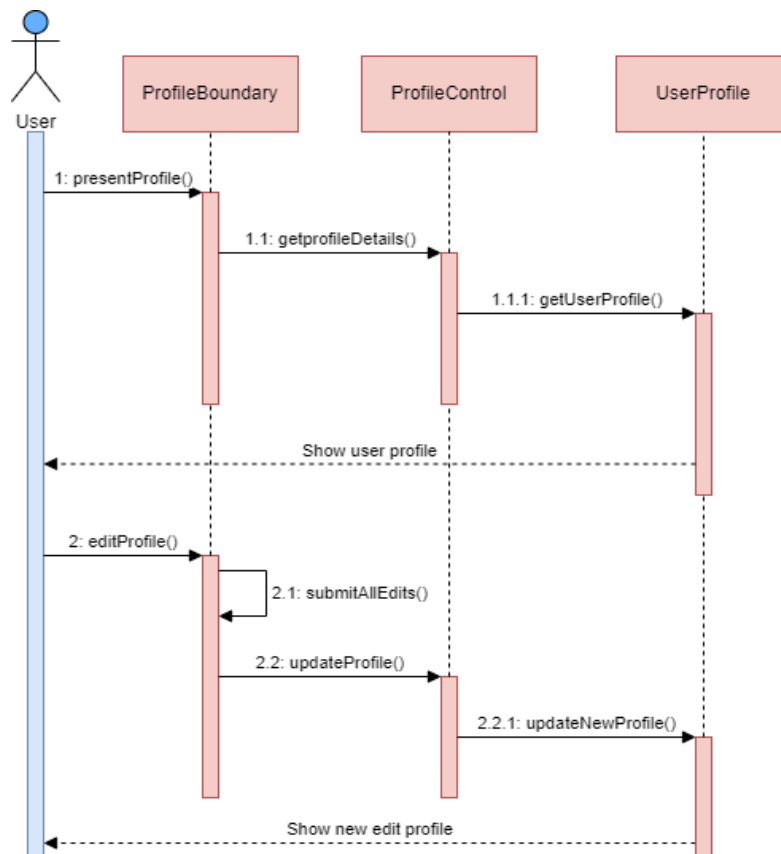 ProfileBoundary
ProfileControl
UserProfile
User
1: presentProfile()
1.1: getprofileDetails()
1.1.1: getUserProfile()
Show user profile
2: editProfile()
2.1: submitAllEdits()
2.2: updateProfile()
2.2.1: updateNewProfile()
Show new edit profile